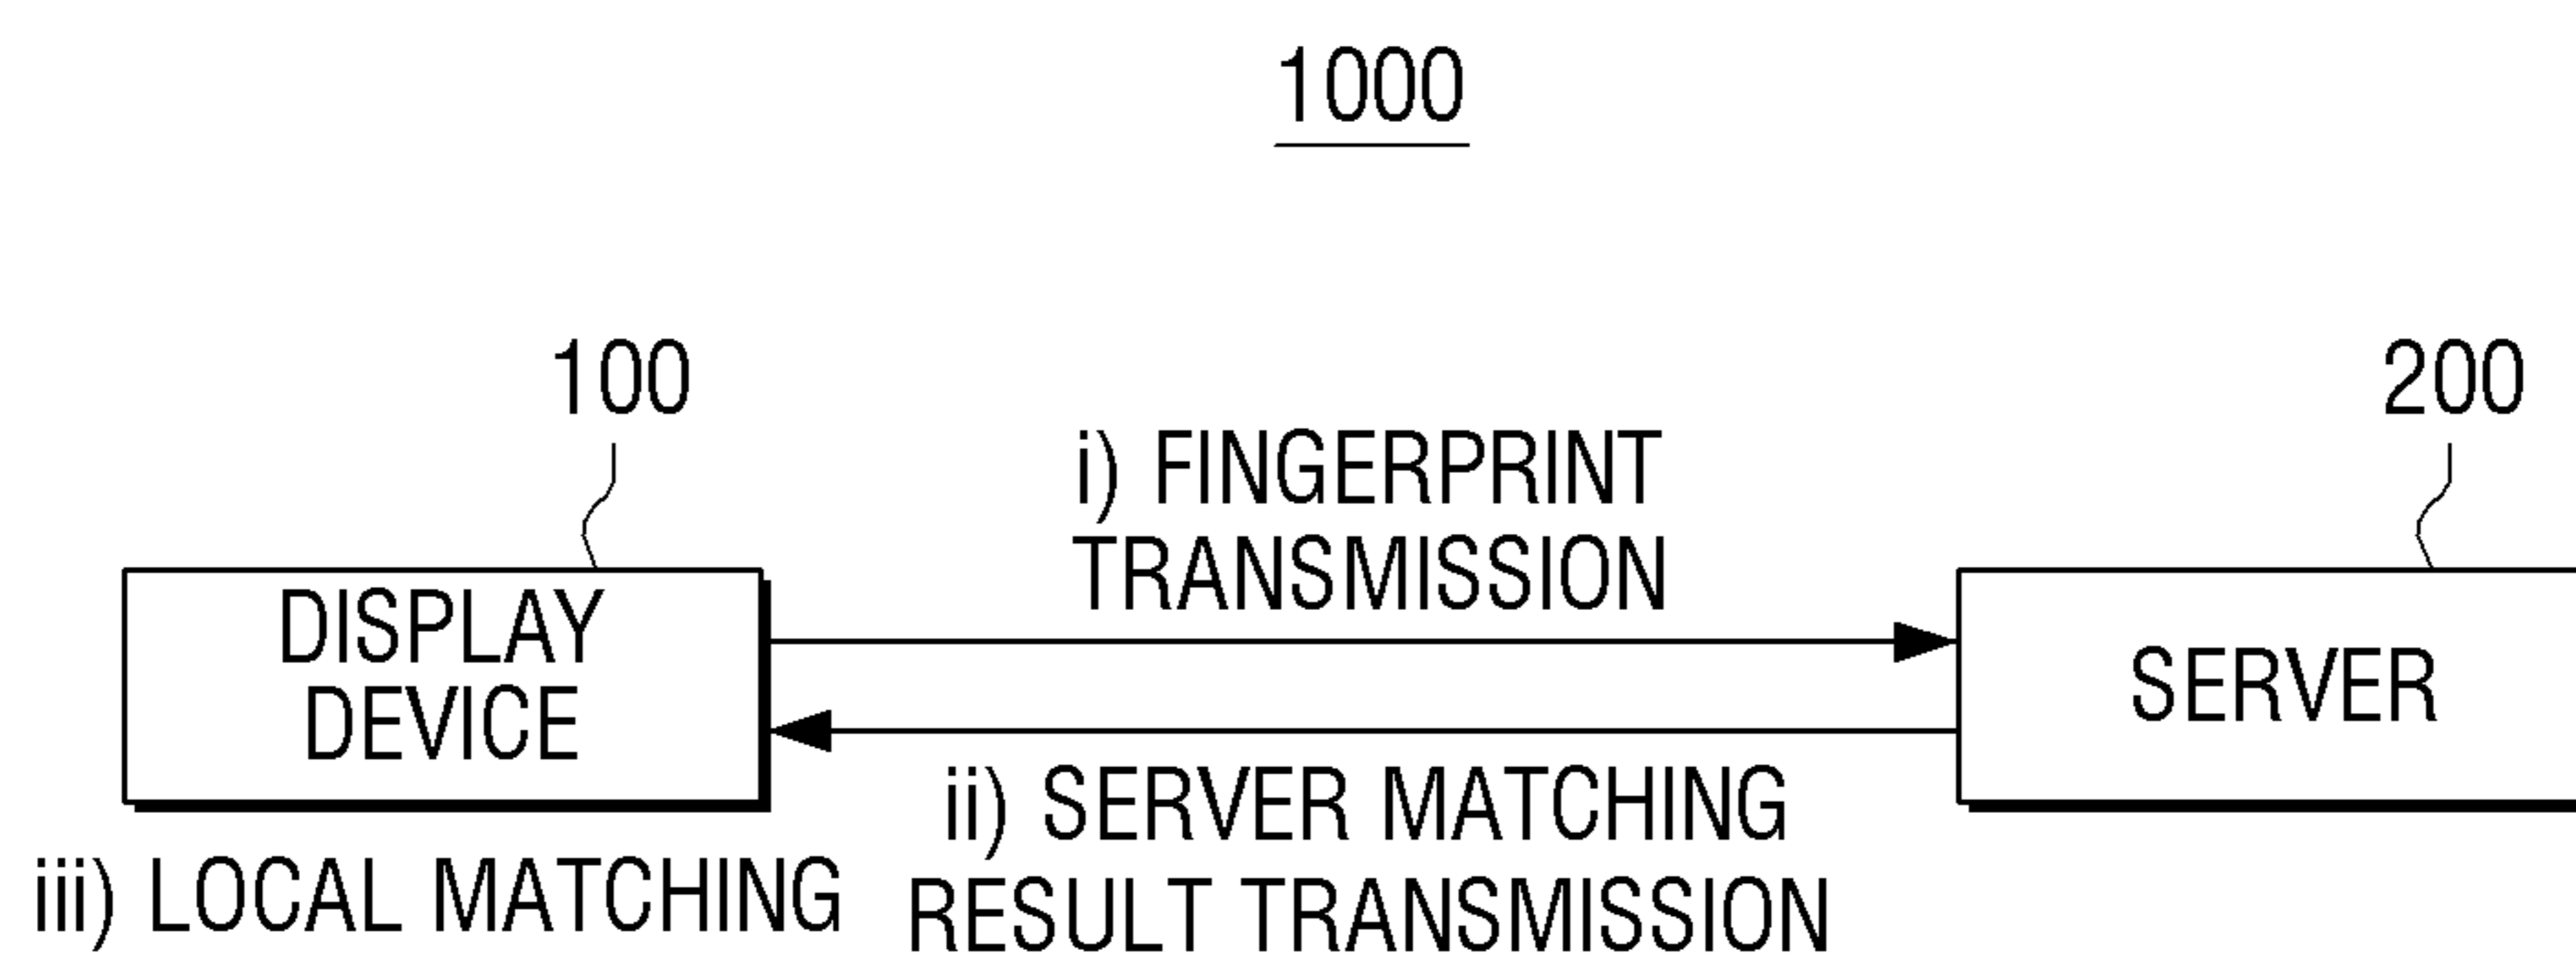 1000
100
200
i) FINGERPRINT
TRANSMISSION
DISPLAY
DEVICE
SERVER
ii) SERVER MATCHING
RESULT TRANSMISSION
iii) LOCAL MATCHING